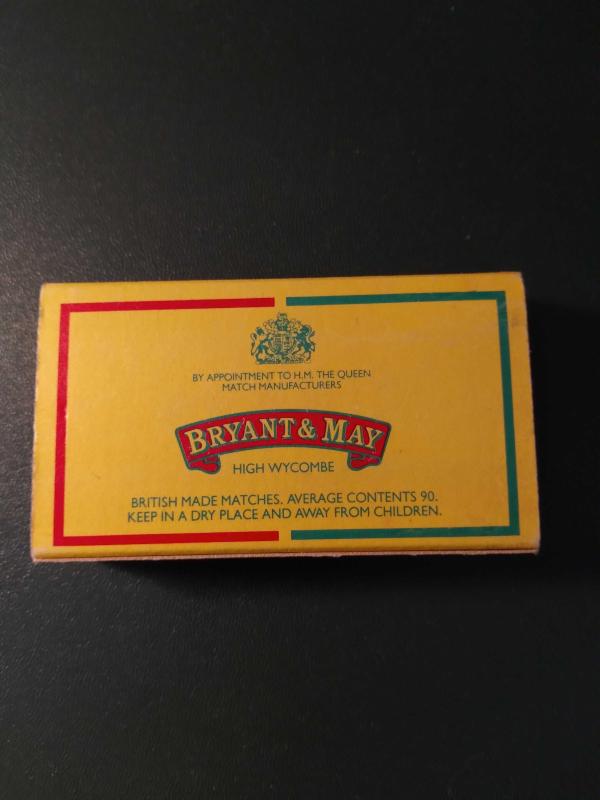 BY APPOINTMENT TO H.M. THE QUEEN
MATCH MANUFACTURERS
BRYANT & MAY
HIGH WYCOMBE
BRITISH MADE MATCHES. AVERAGE CONTENTS 90.
KEEP IN A DRY PLACE AND AWAY FROM CHILDREN.